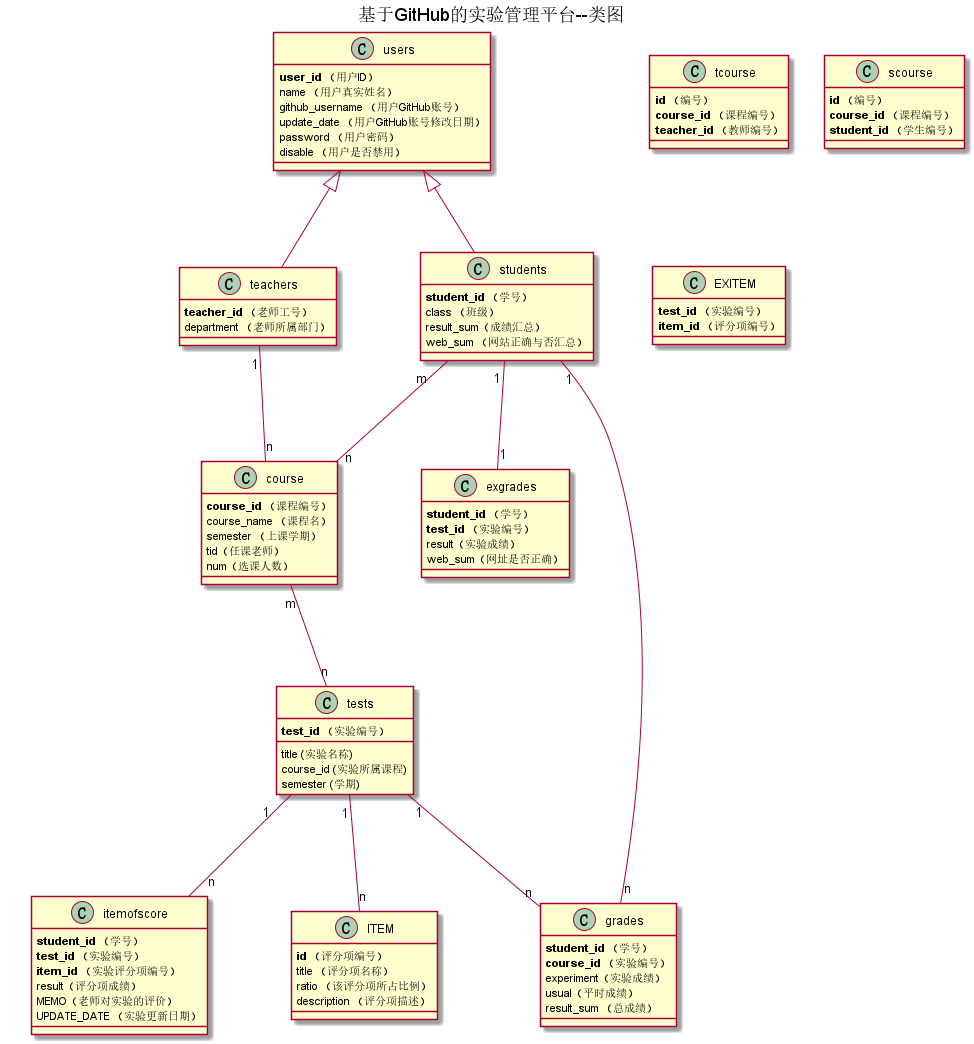 基于GitHub的实验管理平台--类图
C users
user_id （用户ID）
name （用户真实姓名）
github_username （用户GitHub账号）
update_date （用户GitHub账号修改日期）
password （用户密码）
disable （用户是否禁用）
C tcourse
id （编号）
course_id （课程编号）
teacher_id （教师编号）
C scourse
id （编号）
course_id （课程编号）
student_id （学生编号）
C teachers
teacher_id （老师工号）
department （老师所属部门）
C students
student_id （学号）
class （班级）
result_sum（成绩汇总）
web_sum （网站正确与否汇总）
C EXITEM
test_id （实验编号）
item_id （评分项编号）
1
m
1
1
n
n
1
C course
course_id （课程编号）
course_name （课程名）
semester （上课学期）
tid（任课老师）
num（选课人数）
C exgrades
student_id （学号）
test_id （实验编号）
result（实验成绩）
web_sum（网址是否正确）
m
n
C tests
test_id （实验编号）
title (实验名称)
course_id (实验所属课程)
semester (学期)
1
1
1
n
n
n
n
C itemofscore
student_id （学号）
test_id （实验编号）
item_id （实验评分项编号）
result（评分项成绩）
MEMO（老师对实验的评价）
UPDATE_DATE （实验更新日期）
C ITEM
id （评分项编号）
title （评分项名称）
ratio （该评分项所占比例）
description （评分项描述）
C grades
student_id （学号）
course_id （实验编号）
experiment（实验成绩）
usual（平时成绩）
result_sum （总成绩）